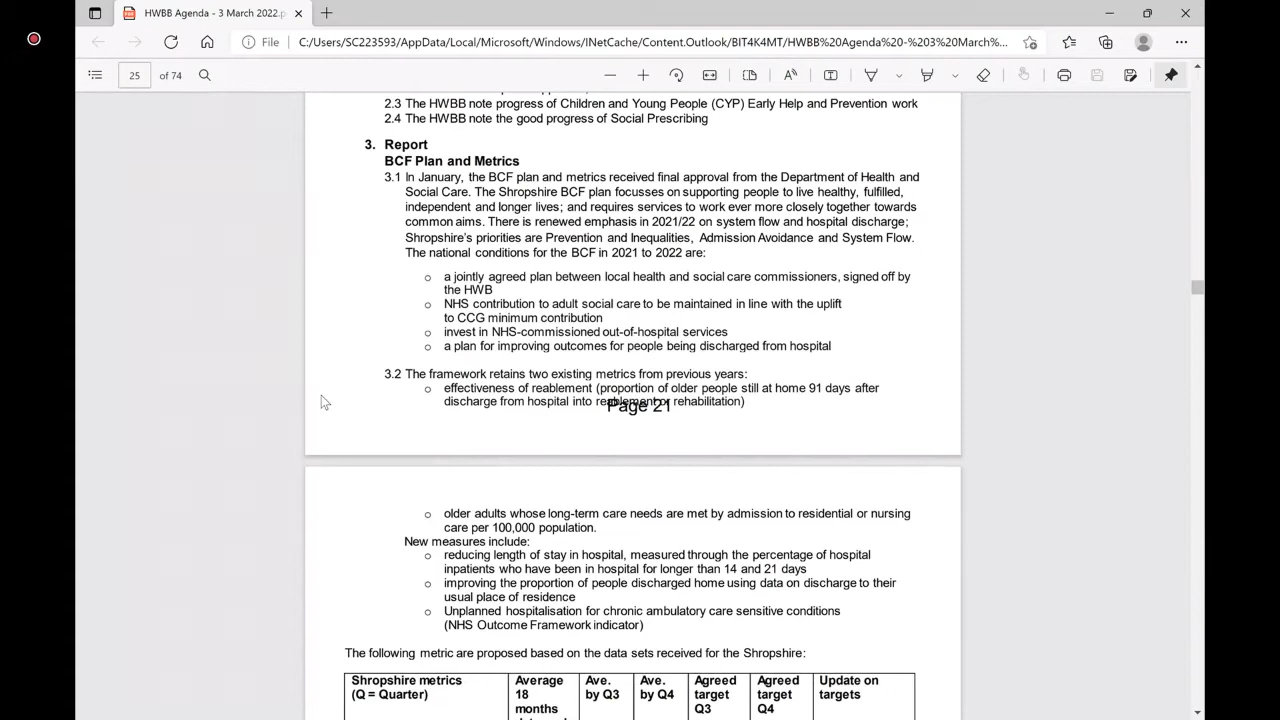 HWBB Agenda - 3 March 2022.p
File
C:/Users/SC223593/AppData/Local/Microsoft/Windows/INetCache/Content.Outlook/BIT4K4MT/HWBB%20Agenda%20-%203%20March%...
25 of 74
2.3 The HWBB note progress of Children and Young People (CYP) Early Help and Prevention work
2.4 The HWBB note the good progress of Social Prescribing
3. Report
BCF Plan and Metrics
3.1 In January, the BCF plan and metrics received final approval from the Department of Health and
Social Care. The Shropshire BCF plan focusses on supporting people to live healthy, fulfilled,
independent and longer lives; and requires services to work ever more closely together towards
common aims. There is renewed emphasis in 2021/22 on system flow and hospital discharge;
Shropshire's priorities are Prevention and Inequalities, Admission Avoidance and System Flow.
The national conditions for the BCF in 2021 to 2022 are:
o a jointly agreed plan between local health and social care commissioners, signed off by
the HWB
o NHS contribution to adult social care to be maintained in line with the uplift
to CCG minimum contribution
o invest in NHS-commissioned out-of-hospital services
o a plan for improving outcomes for people being discharged from hospital
3.2 The framework retains two existing metrics from previous years:
o effectiveness of reablement (proportion of older people still at home 91 days after
discharge from hospital into reablement or rehabilitation)
Page 21
o older adults whose long-term care needs are met by admission to residential or nursing
care per 100,000 population.
New measures include:
o reducing length of stay in hospital, measured through the percentage of hospital
inpatients who have been in hospital for longer than 14 and 21 days
o improving the proportion of people discharged home using data on discharge to their
usual place of residence
o Unplanned hospitalisation for chronic ambulatory care sensitive conditions
(NHS Outcome Framework indicator)
The following metric are proposed based on the data sets received for the Shropshire:
Shropshire metrics Average Ave. Ave. Agreed Agreed Update on
(Q = Quarter) 18 by Q3 by Q4 target target targets
months Q3 Q4